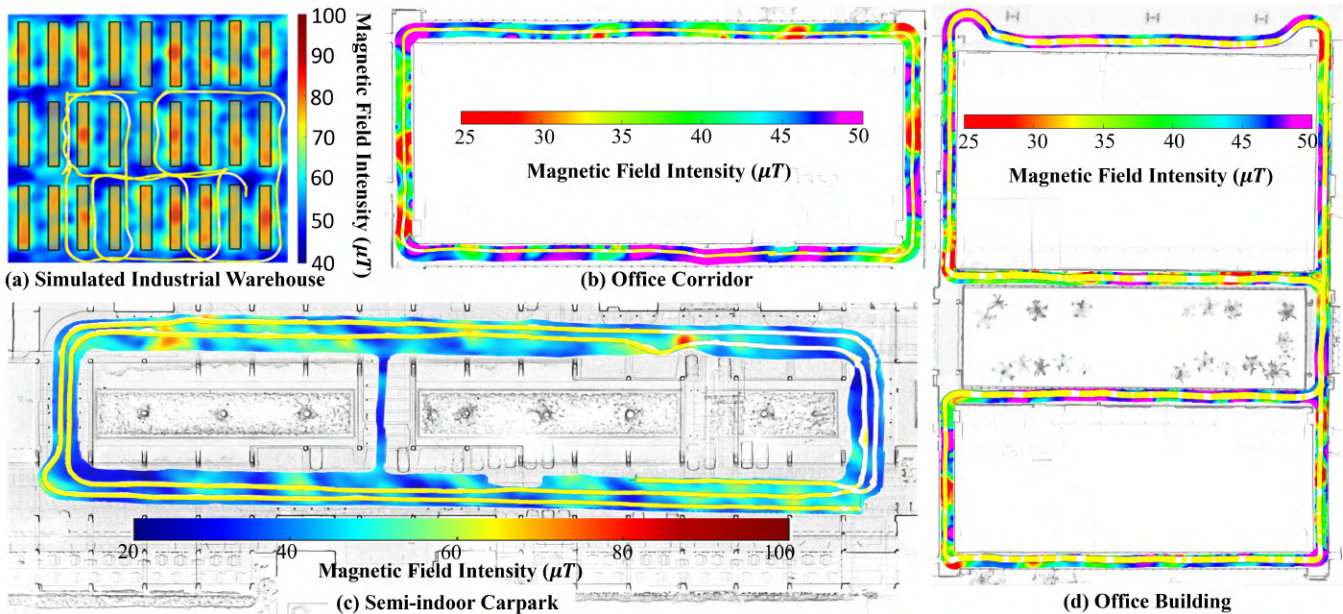 100
90
80
70
60
50
40
Magnetic Field Intensity (μT)
(a) Simulated Industrial Warehouse
25 30 35 40 45 50
Magnetic Field Intensity (μT)
(b) Office Corridor
20 40 60 80 100
Magnetic Field Intensity (μT)
(c) Semi-indoor Carpark
25 30 35 40 45 50
Magnetic Field Intensity (μT)
(d) Office Building